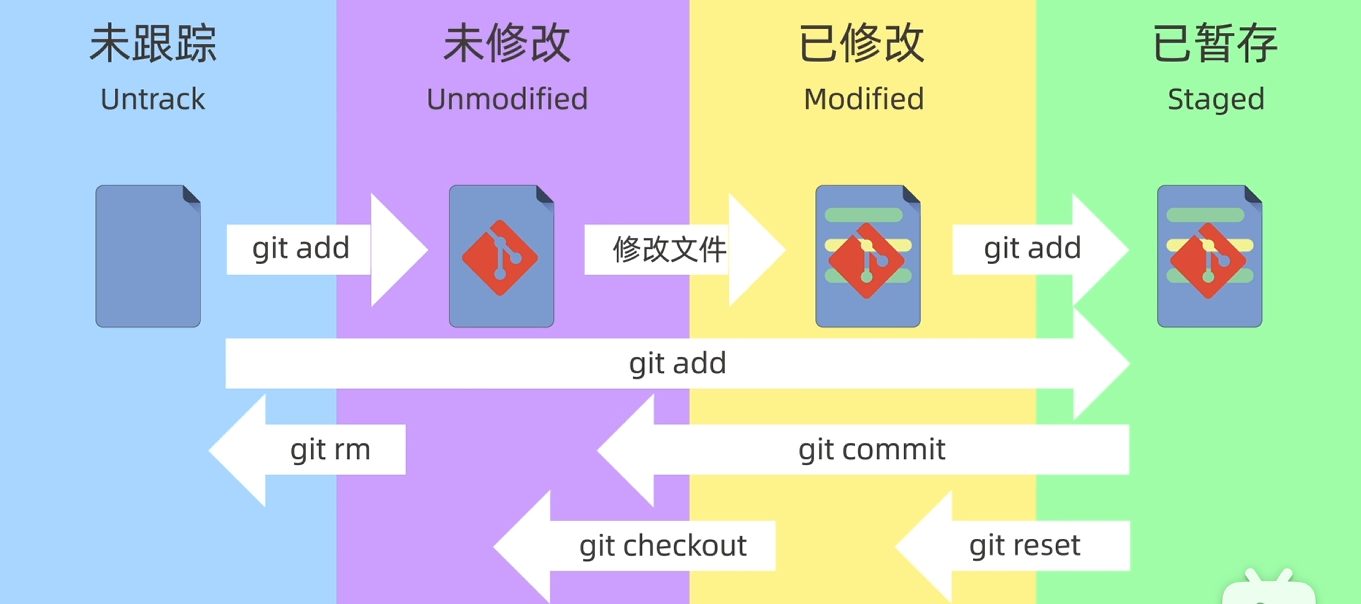 未跟踪
Untrack
未修改
Unmodified
已修改
Modified
已暂存
Staged
git add
修改文件
git add
git add
git rm
git commit
git checkout
git reset